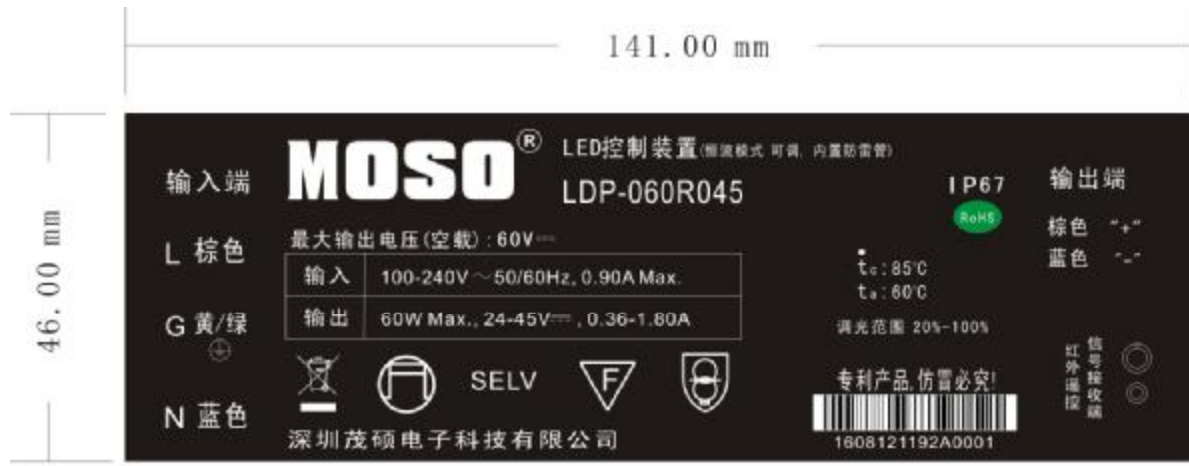 141.00 mm
46.00 mm
输入端
L 棕色
G 黄/绿
N 蓝色
MOSO®
LED控制装置(恒流模式 可调, 内置防雷管)
LDP-060R045
最大输出电压(空载):60V⎓
输入 100-240V～50/60Hz, 0.90A Max.
输出 60W Max., 24-45V⎓, 0.36-1.80A
SELV
F
深圳茂硕电子科技有限公司
IP67
RoHS
tc:85℃
ta:60℃
调光范围 20%-100%
专利产品,仿冒必究!
1608121192A0001
输出端
棕色 "+"
蓝色 "-"
信号接收端
红外遥控